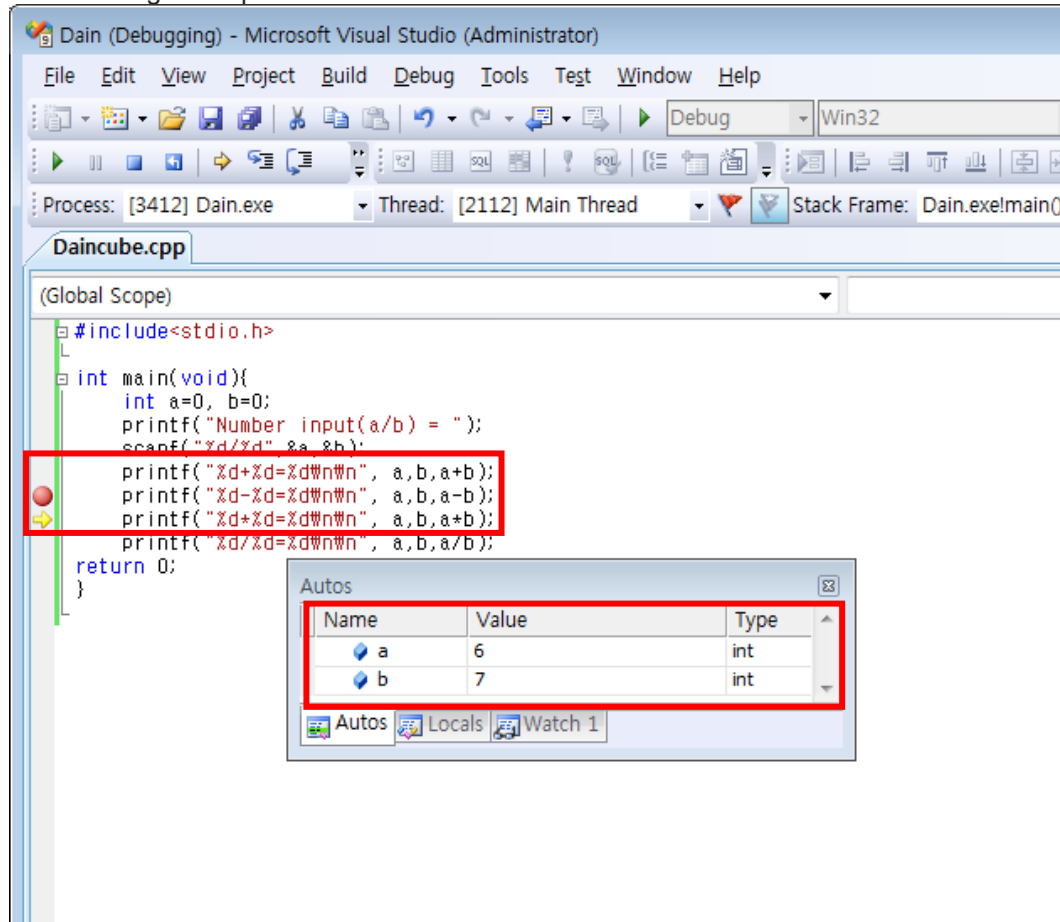 Dain (Debugging) - Microsoft Visual Studio (Administrator)
File Edit View Project Build Debug Tools Test Window Help
Debug Win32
Process: [3412] Dain.exe Thread: [2112] Main Thread Stack Frame: Dain.exe!main()
Daincube.cpp
(Global Scope)
#include<stdio.h>
int main(void){
int a=0, b=0;
printf("Number input(a/b) = ");
scanf("%d/%d",&a,&b);
printf("%d+%d=%d₩n₩n", a,b,a+b);
printf("%d-%d=%d₩n₩n", a,b,a-b);
printf("%d*%d=%d₩n₩n", a,b,a*b);
printf("%d/%d=%d₩n₩n", a,b,a/b);
return 0;
}
Autos
Name Value Type
a 6 int
b 7 int
Autos Locals Watch 1